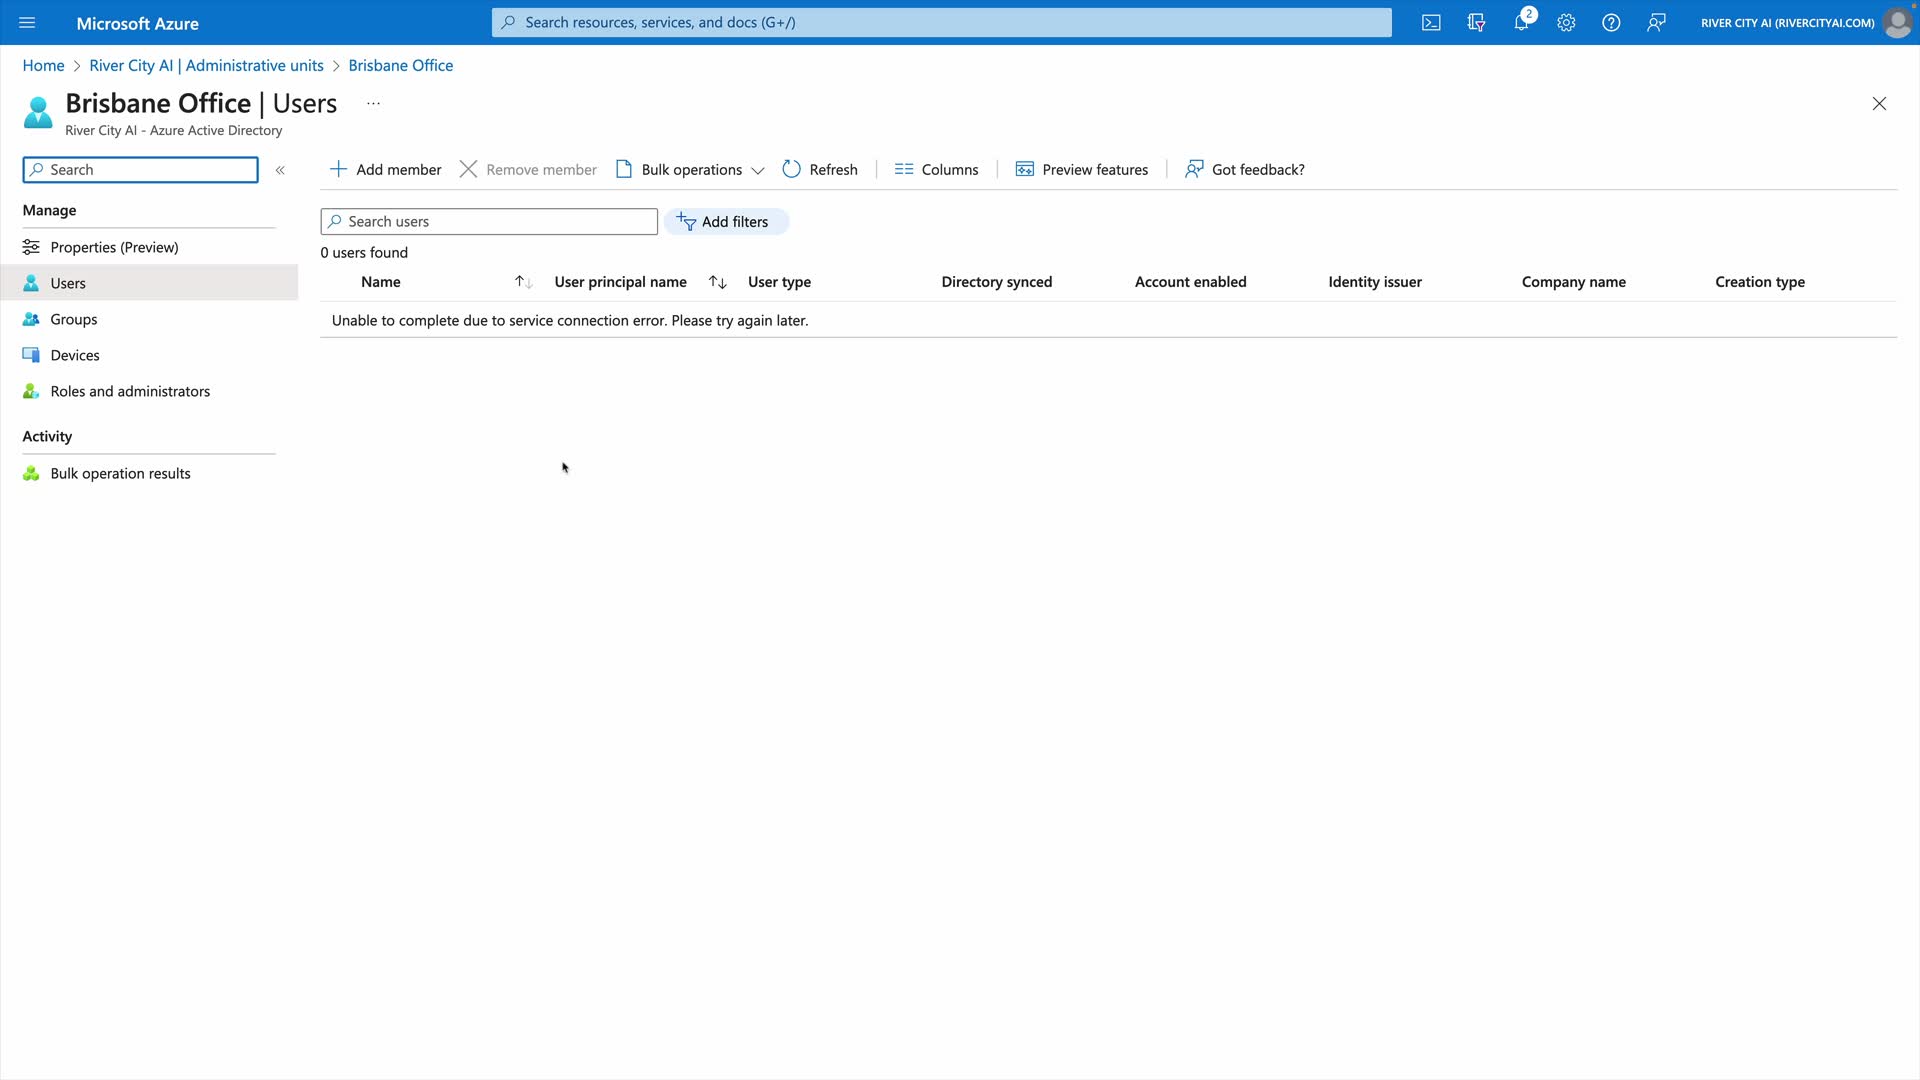 Microsoft Azure
Search resources, services, and docs (G+/)
2
RIVER CITY AI (RIVERCITYAI.COM)
Home > River City AI | Administrative units > Brisbane Office
Brisbane Office | Users ...
River City AI - Azure Active Directory
Search
«
Add member
Remove member
Bulk operations
Refresh
Columns
Preview features
Got feedback?
Manage
Properties (Preview)
Users
Groups
Devices
Roles and administrators
Activity
Bulk operation results
Search users
Add filters
0 users found
Name
User principal name
User type
Directory synced
Account enabled
Identity issuer
Company name
Creation type
Unable to complete due to service connection error. Please try again later.